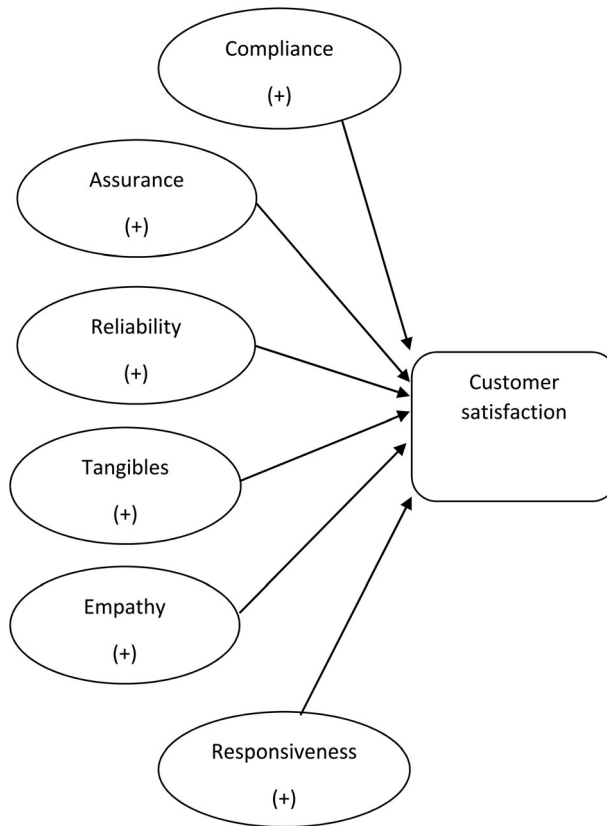 Compliance
(+)
Assurance
(+)
Reliability
(+)
Tangibles
(+)
Empathy
(+)
Responsiveness
(+)
Customer
satisfaction